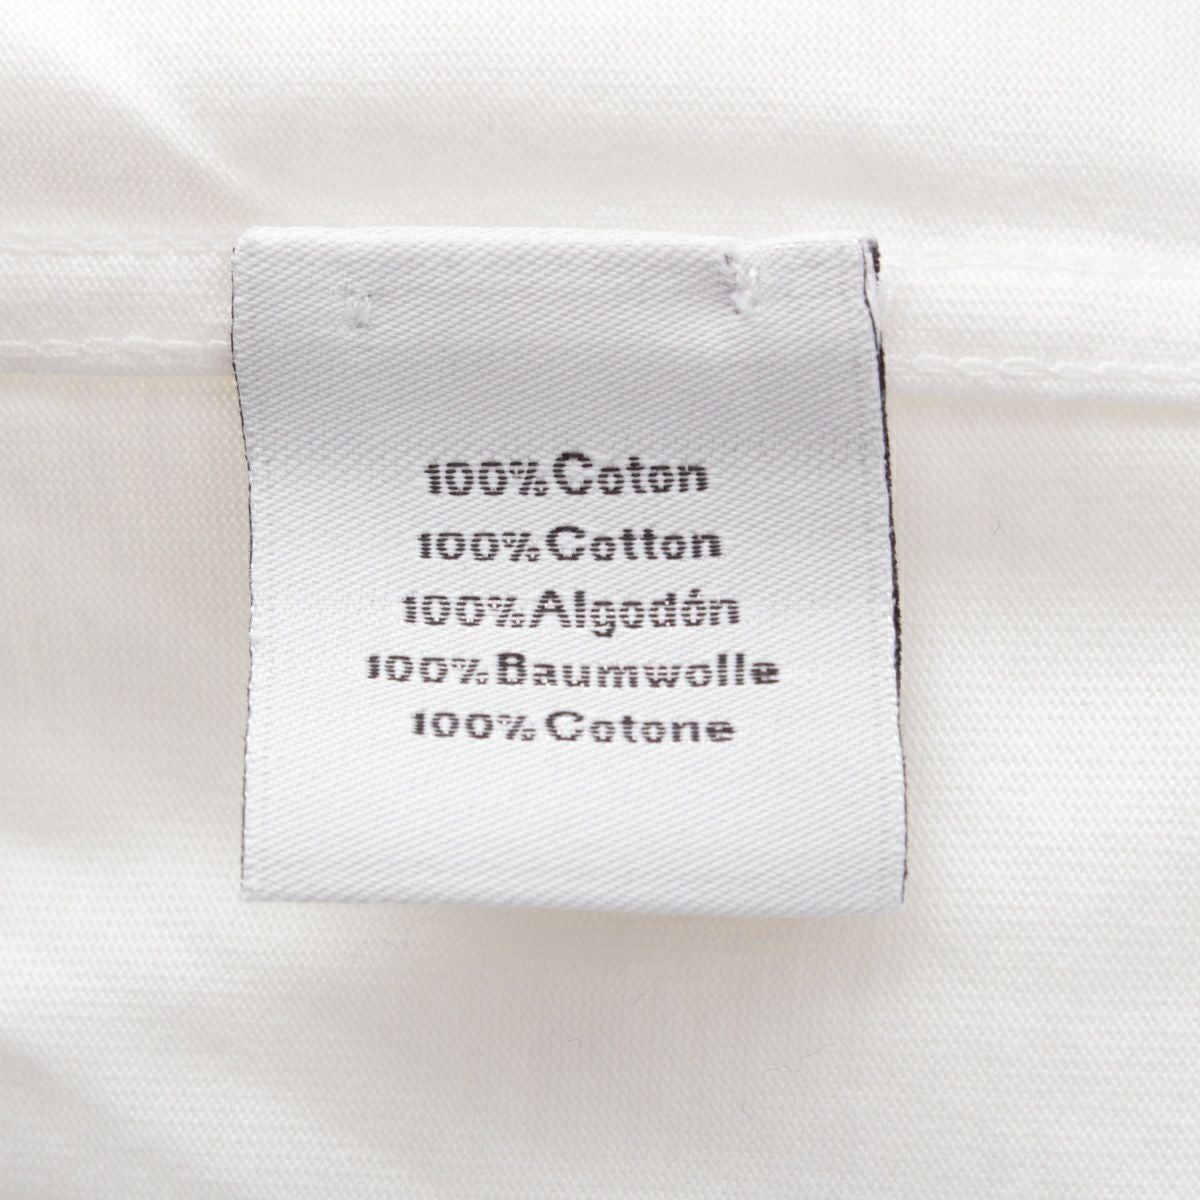 100% Coton
100% Cotton
100% Algodón
100% Baumwolle
100% Cotone